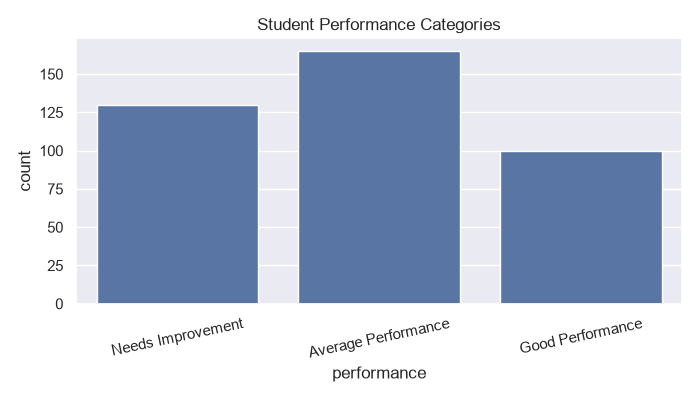 Student Performance Categories
count
150
125
100
75
50
25
0
Needs Improvement
Average Performance
Good Performance
performance